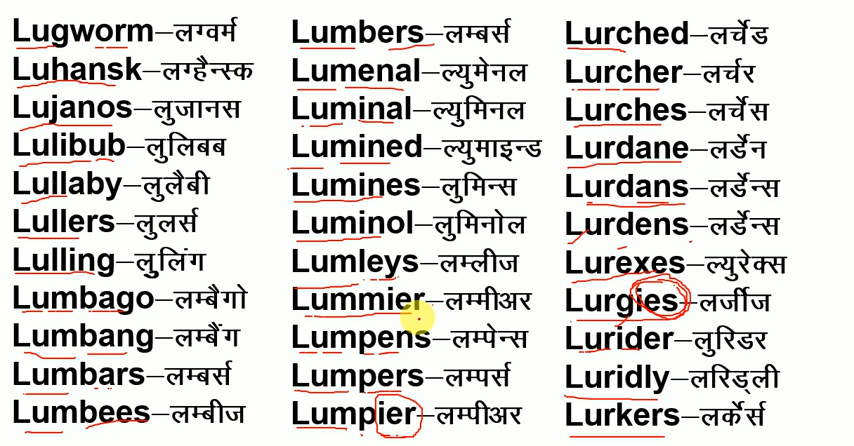 Lugworm–लग्वर्म
Luhansk–लगहैन्स्क
Lujanos–लुजानस
Lulibub–लुलिबब
Lullaby–लुलैबी
Lullers–लुलर्स
Lulling–लुलिंग
Lumbago–लम्बैगो
Lumbang–लम्बैंग
Lumbars–लम्बर्स
Lumbees–लम्बीज
Lumbers–लम्बर्स
Lumenal–ल्युमेनल
Luminal–ल्युमिनल
Lumined–ल्युमाइन्ड
Lumines–लुमिन्स
Luminol–लुमिनोल
Lumleys–लम्लीज
Lummier–लम्मीअर
Lumpens–लम्पेन्स
Lumpers–लम्पर्स
Lumpier–लम्पीअर
Lurched–लर्चेड
Lurcher–लर्चर
Lurches–लर्चेस
Lurdane–लर्डेन
Lurdans–लर्डेन्स
Lurdens–लर्डेन्स
Lurexes–ल्युरेक्स
Lurgies–लर्जीज
Lurider–लुरिडर
Luridly–लरिड्ली
Lurkers–लर्केर्स